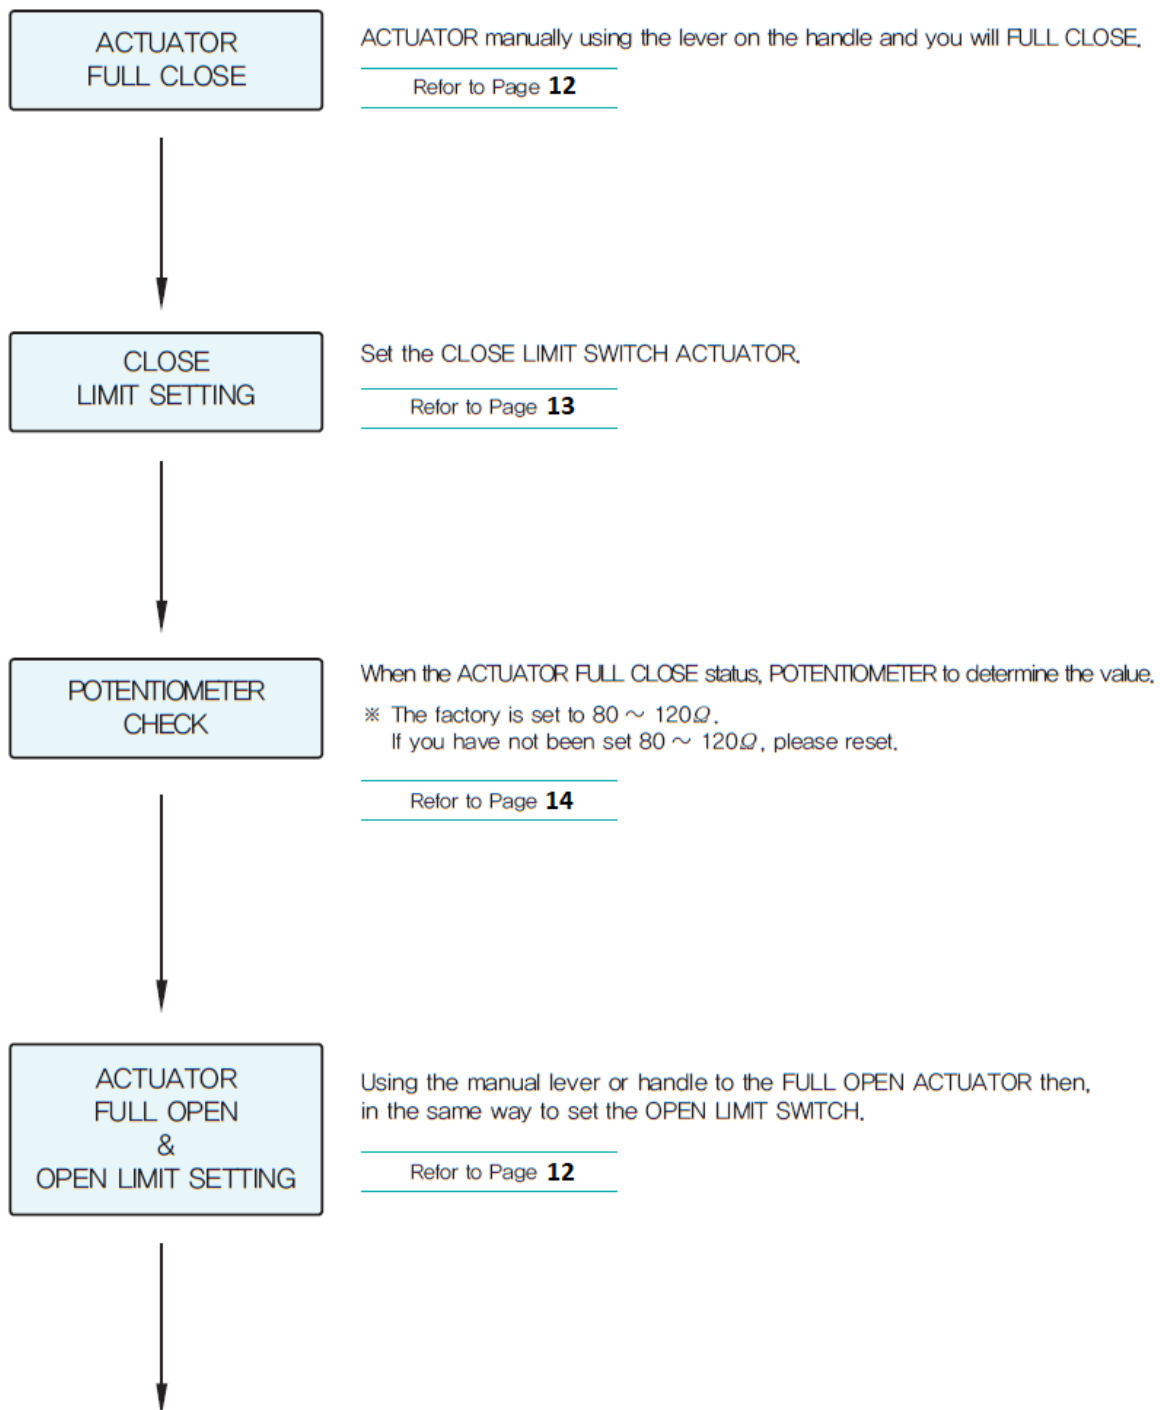 ACTUATOR
FULL CLOSE
ACTUATOR manually using the lever on the handle and you will FULL CLOSE.
Refor to Page 12
CLOSE
LIMIT SETTING
Set the CLOSE LIMIT SWITCH ACTUATOR.
Refor to Page 13
POTENTIOMETER
CHECK
When the ACTUATOR FULL CLOSE status, POTENTIOMETER to determine the value.
※ The factory is set to 80 ~ 120Ω.
If you have not been set 80 ~ 120Ω, please reset.
Refor to Page 14
ACTUATOR
FULL OPEN
&
OPEN LIMIT SETTING
Using the manual lever or handle to the FULL OPEN ACTUATOR then,
in the same way to set the OPEN LIMIT SWITCH.
Refor to Page 12